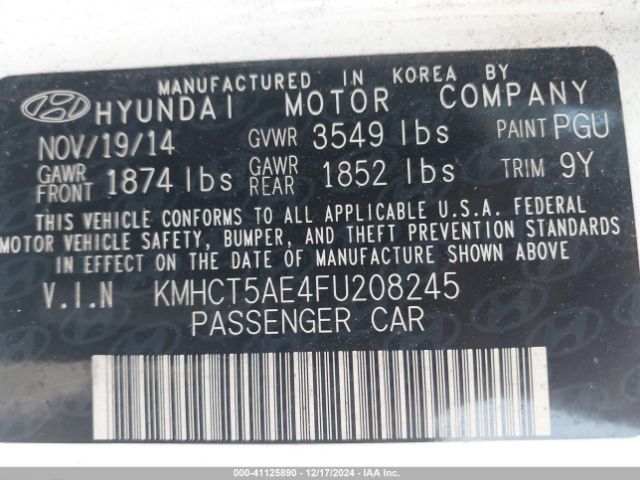 MANUFACTURED IN KOREA BY
HYUNDAI MOTOR COMPANY
NOV/19/14 GVWR 3549 lbs PAINT PGU
GAWR FRONT 1874 lbs GAWR REAR 1852 lbs TRIM 9Y
THIS VEHICLE CONFORMS TO ALL APPLICABLE U.S.A. FEDERAL
MOTOR VEHICLE SAFETY, BUMPER, AND THEFT PREVENTION STANDARDS
IN EFFECT ON THE DATE OF MANUFACTURE SHOWN ABOVE
V.I.N KMHCT5AE4FU208245
PASSENGER CAR
000-41125890 - 12/17/2024 - IAAI.com